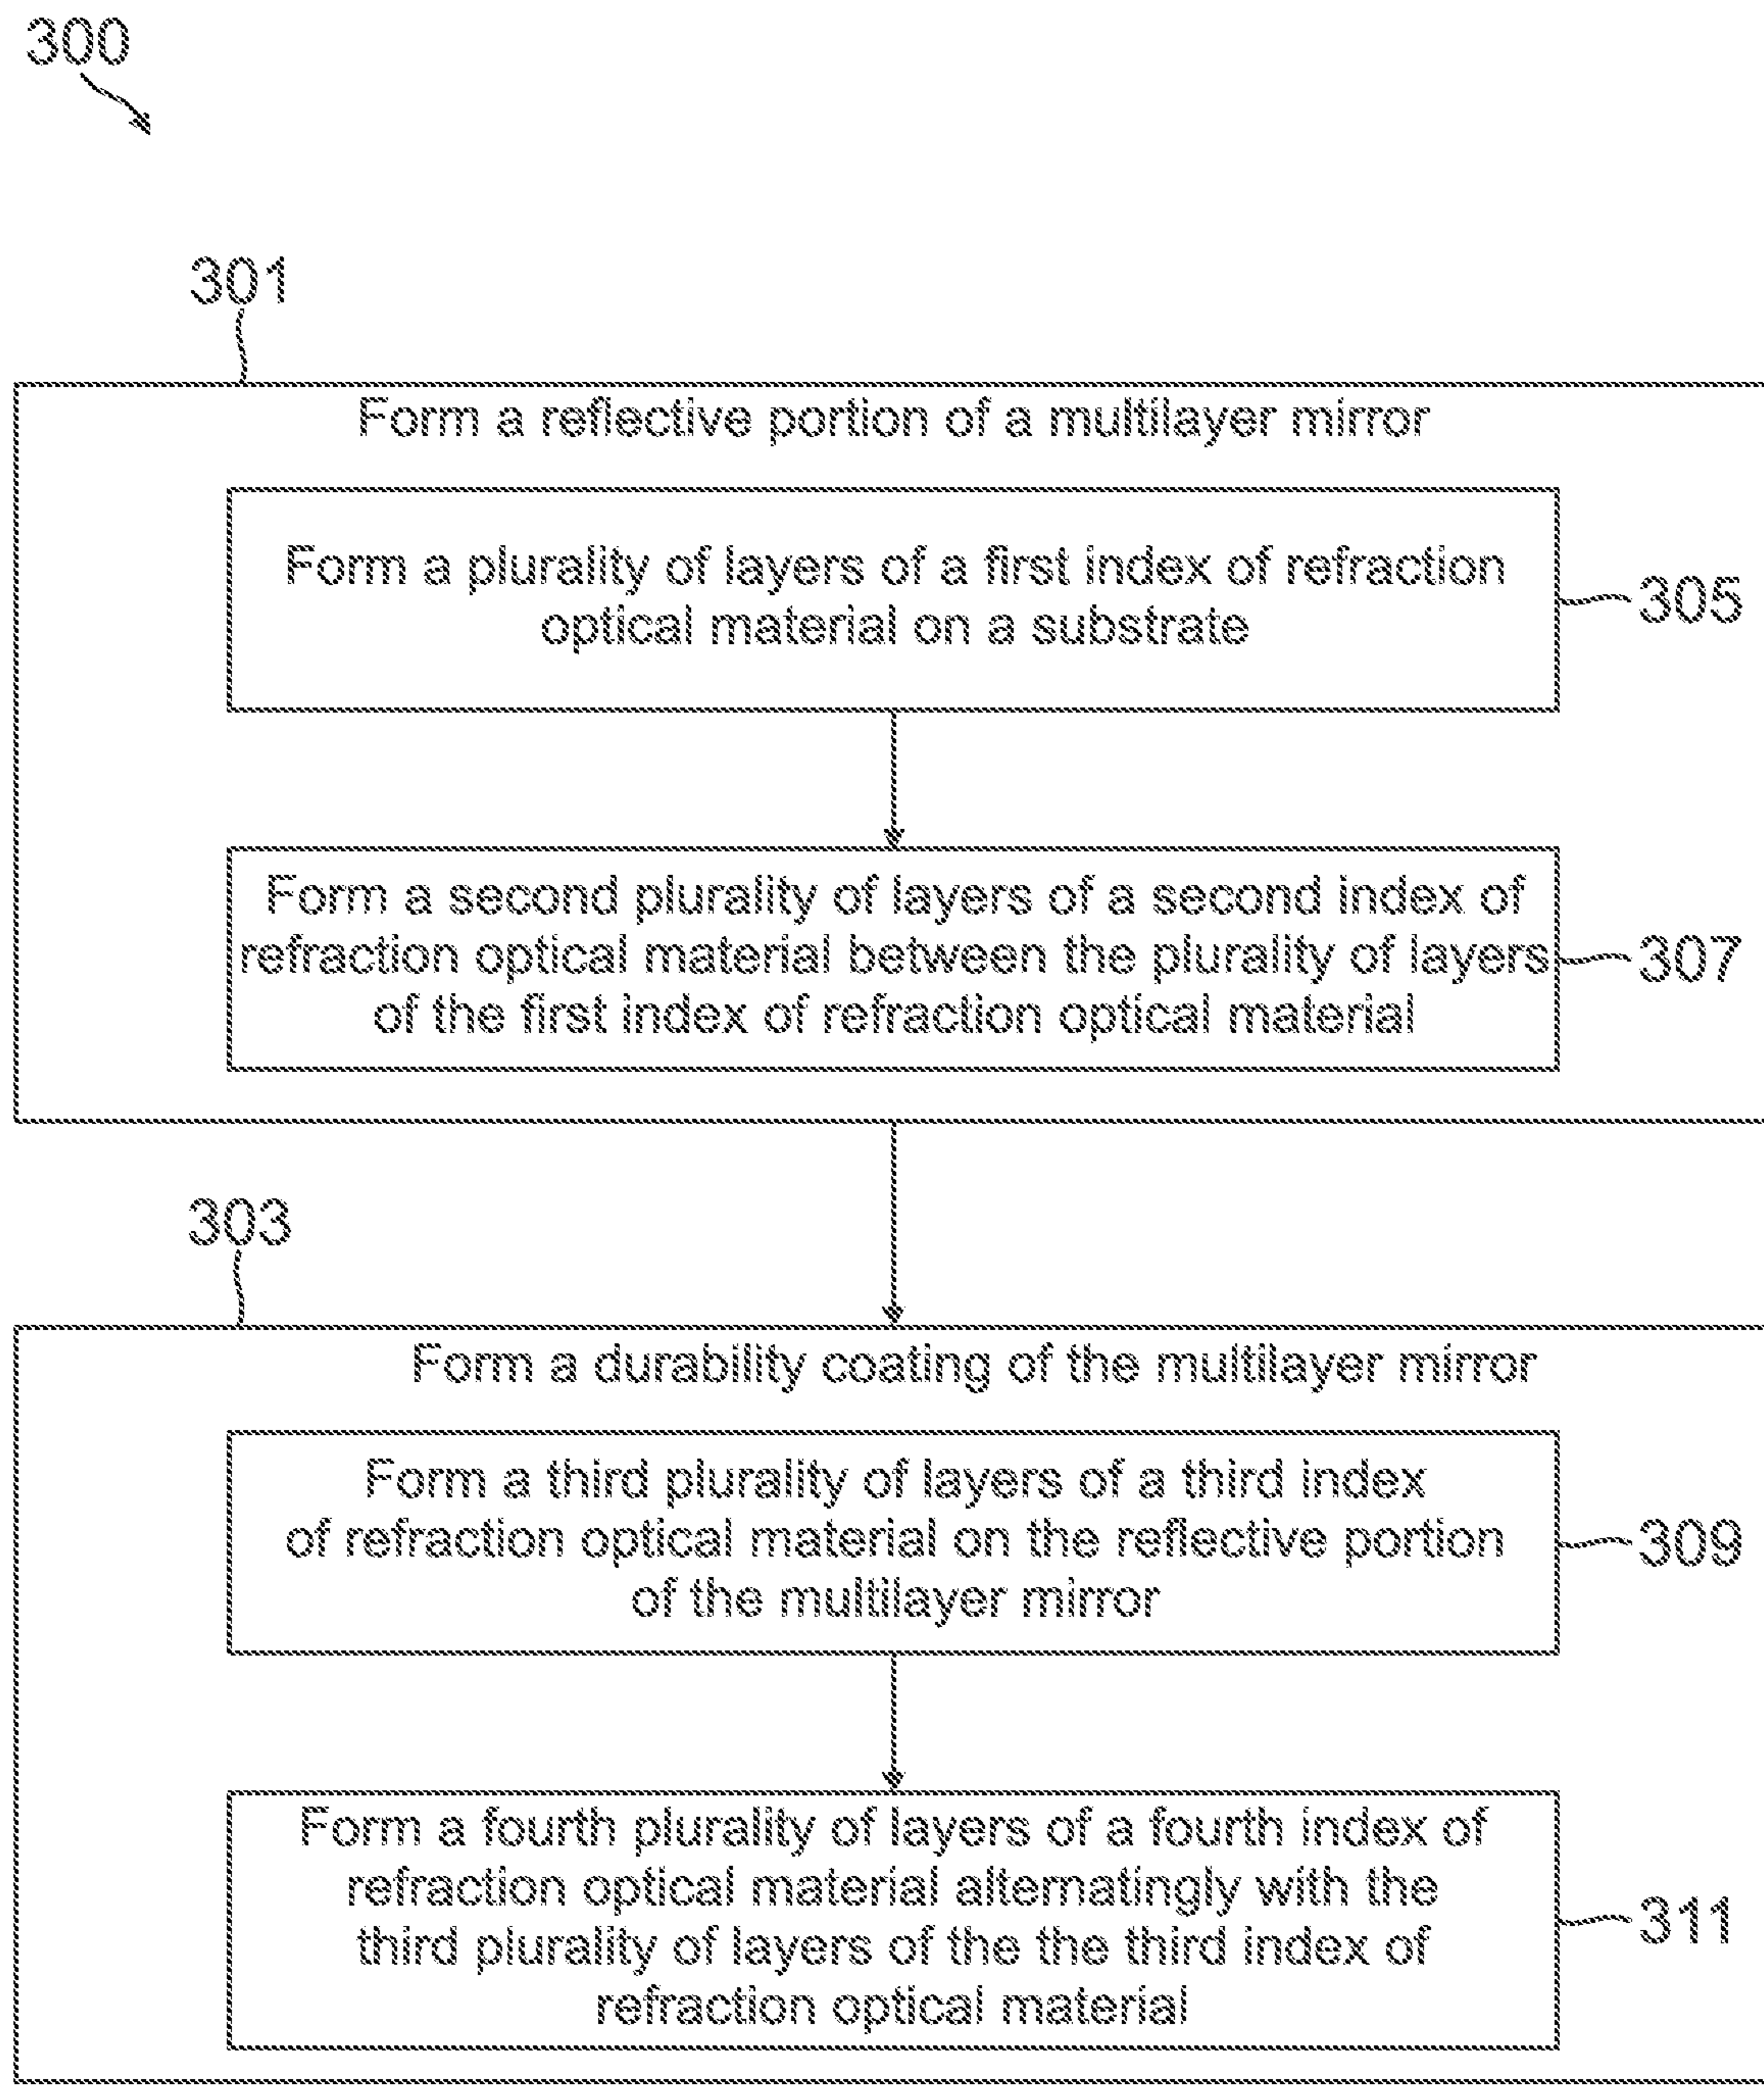 300
301
Form a reflective portion of a multilayer mirror
Form a plurality of layers of a first index of refraction
optical material on a substrate
305
Form a second plurality of layers of a second index of
refraction optical material between the plurality of layers
of the first index of refraction optical material
307
303
Form a durability coating of the multilayer mirror
Form a third plurality of layers of a third index
of refraction optical material on the reflective portion
of the multilayer mirror
309
Form a fourth plurality of layers of a fourth index of
refraction optical material alternatingly with the
third plurality of layers of the the third index of
refraction optical material
311